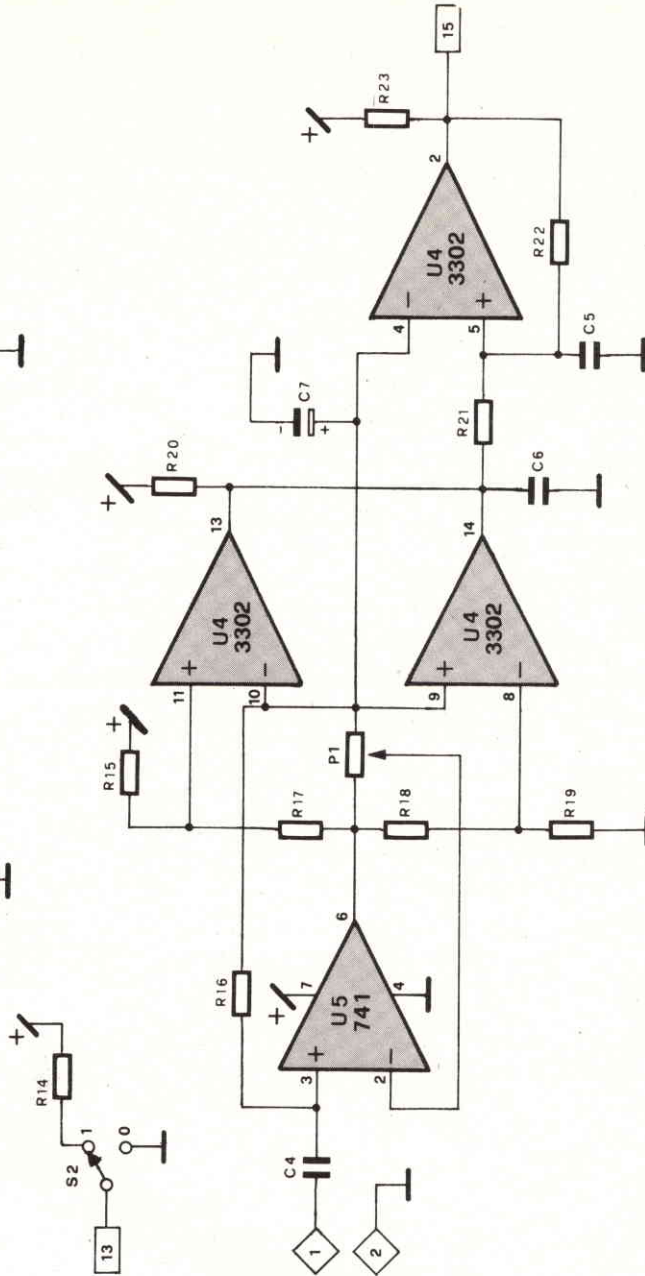 15
R23
+
2
U4
3302
-
4
+
5
R22
C5
-
C7
+
R21
R20
+
13
U4
3302
+
11
-
10
14
C6
U4
3302
+
9
-
8
R15
+
P1
R17
R18
R19
R16
6
+
7
U5
741
4
+
3
-
2
+
R14
1
0
S2
13
C4
1
2